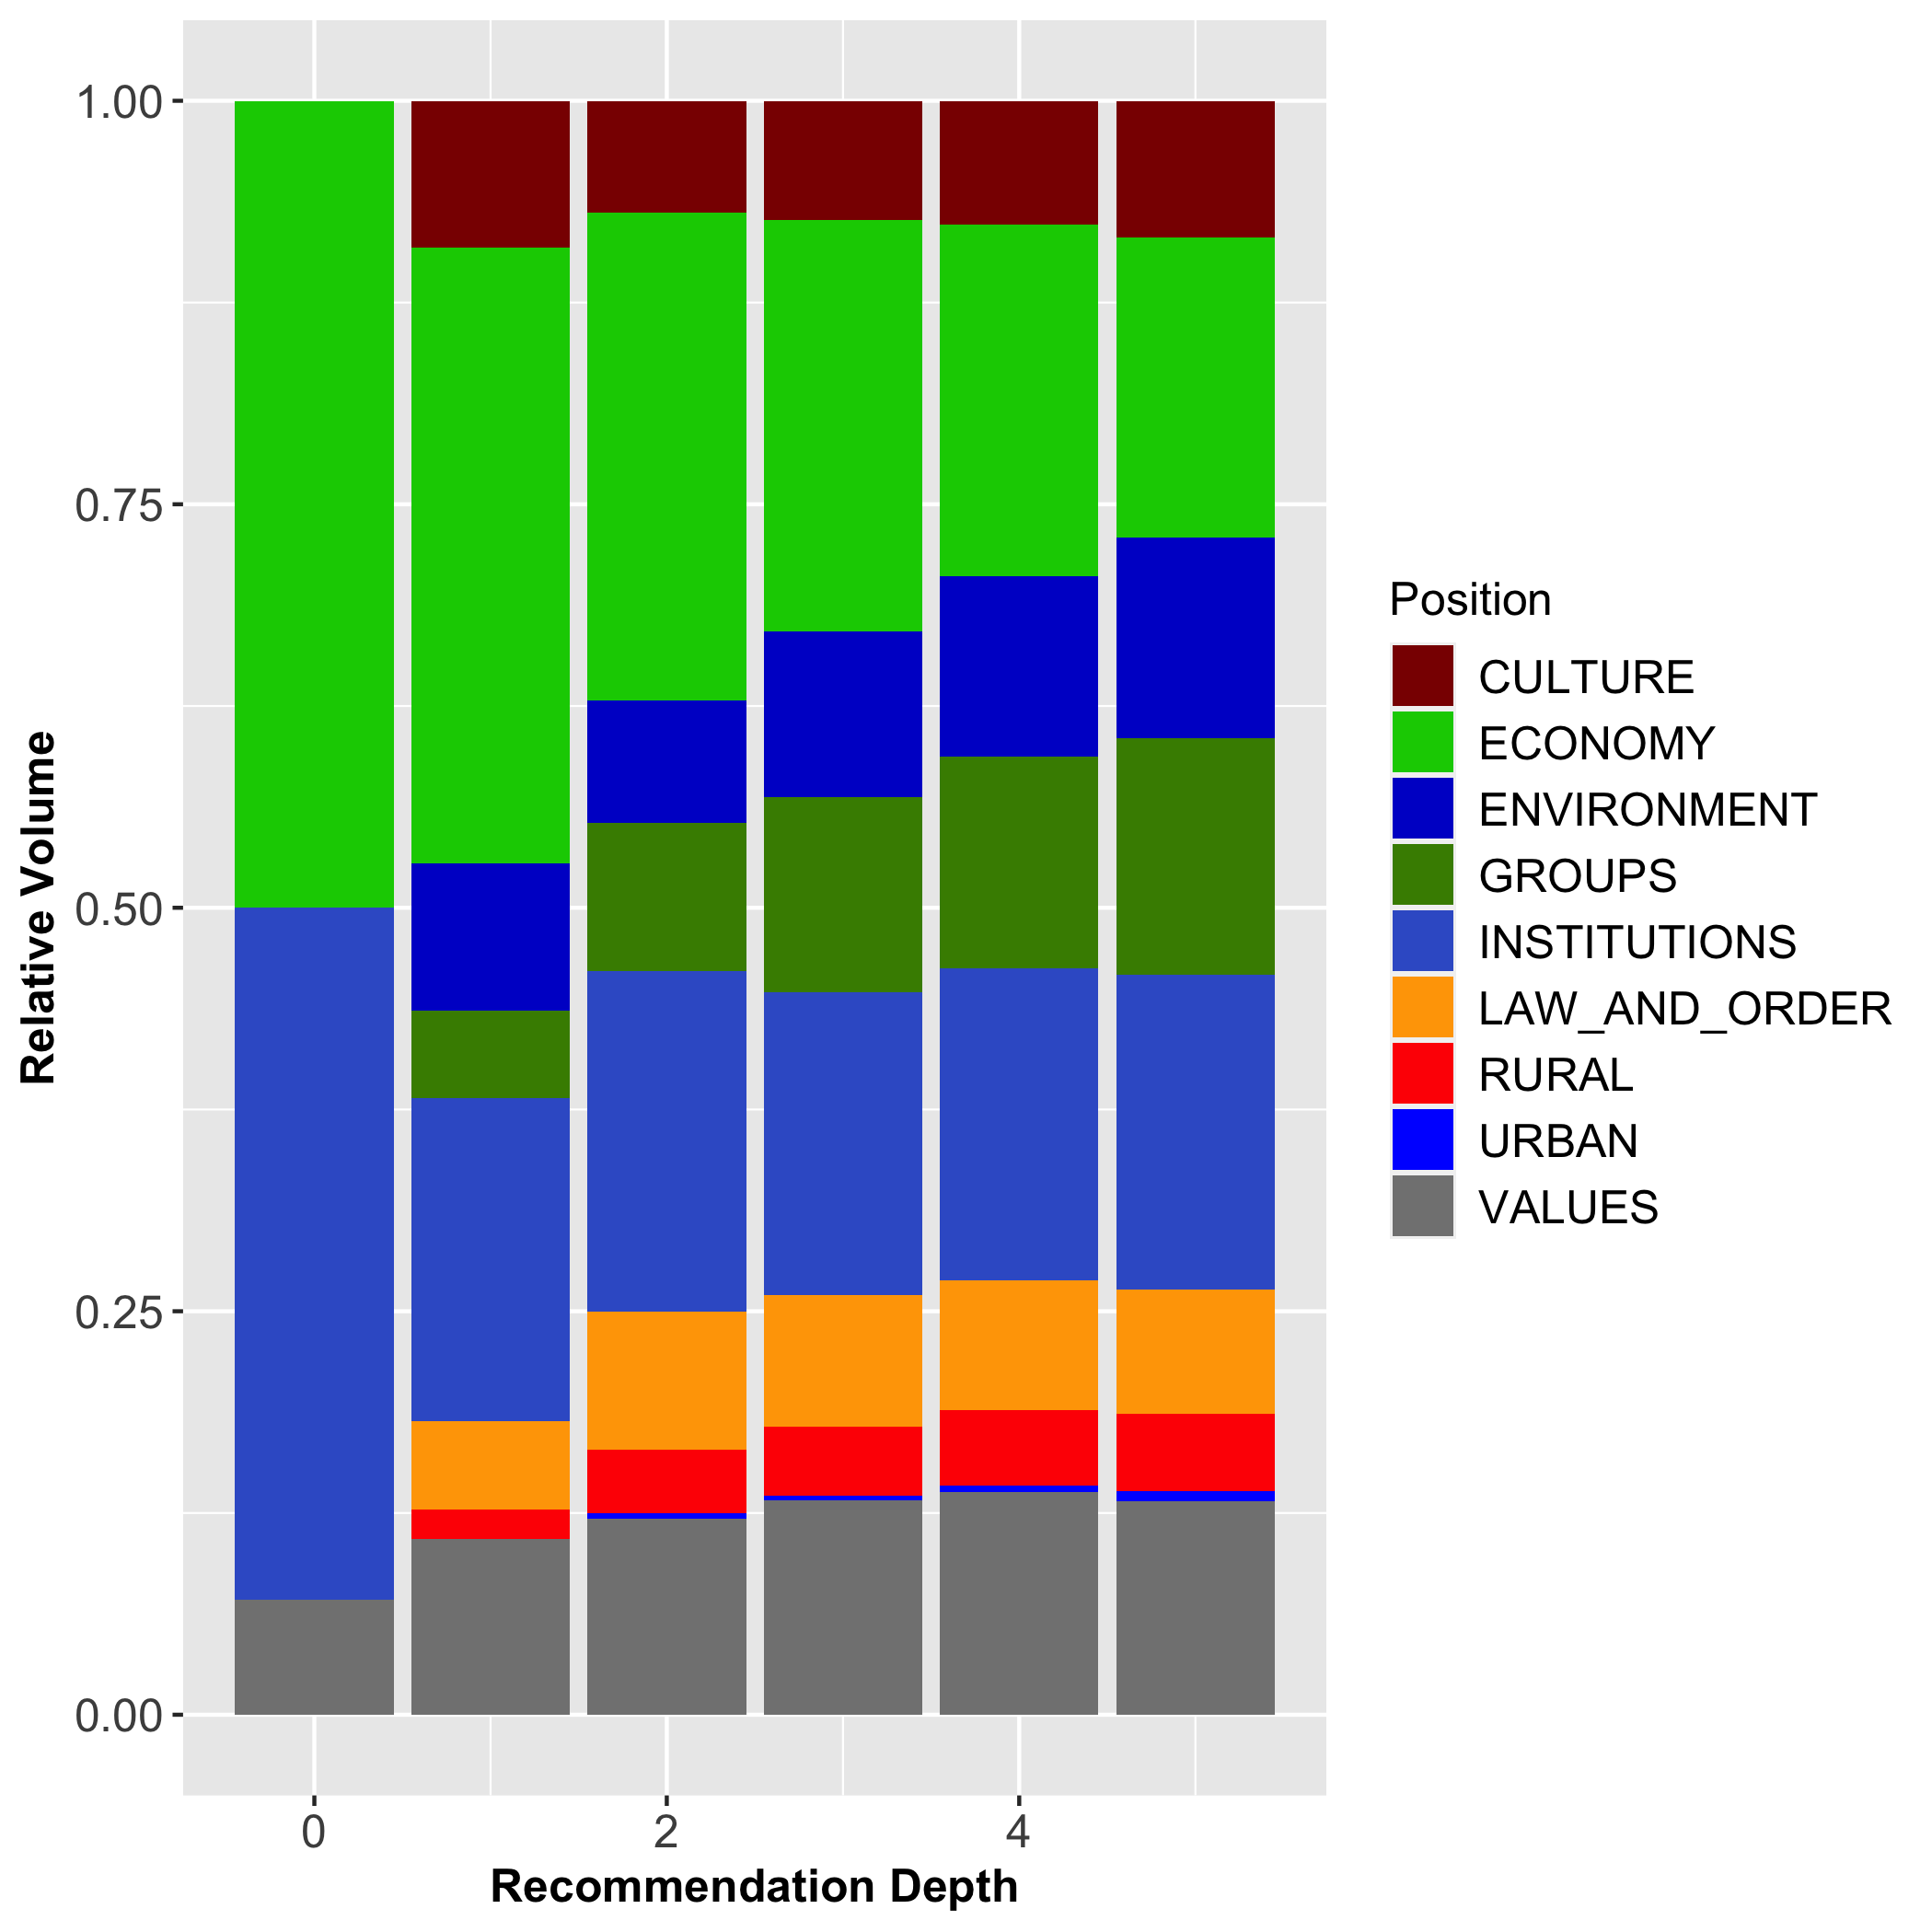 Relative Volume
1.00
0.75
0.50
0.25
0.00
0
2
4
Recommendation Depth
Position
CULTURE
ECONOMY
ENVIRONMENT
GROUPS
INSTITUTIONS
LAW_AND_ORDER
RURAL
URBAN
VALUES